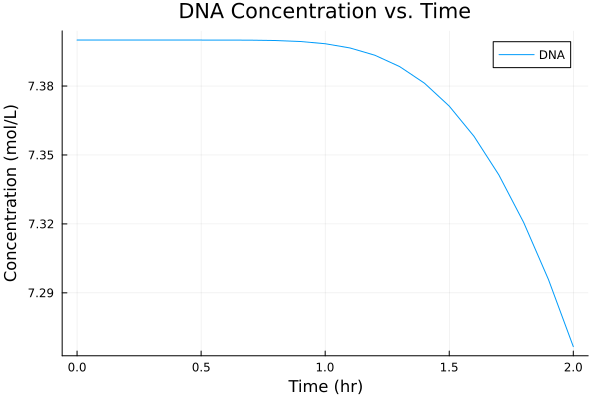 DNA Concentration vs. Time
DNA
Concentration (mol/L)
7.38
7.35
7.32
7.29
0.0 0.5 1.0 1.5 2.0
Time (hr)